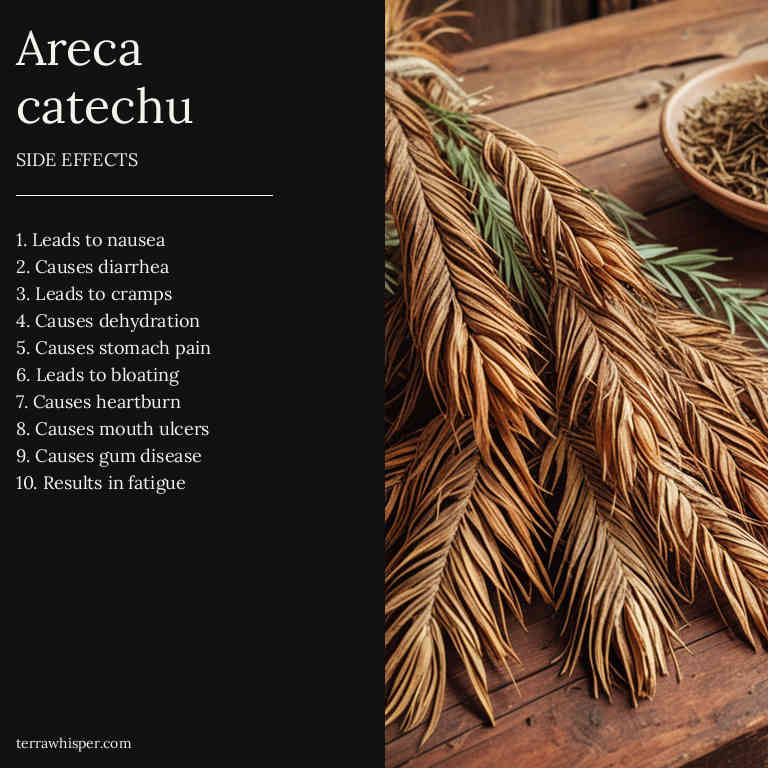 Areca
catechu
SIDE EFFECTS
1. Leads to nausea
2. Causes diarrhea
3. Leads to cramps
4. Causes dehydration
5. Causes stomach pain
6. Leads to bloating
7. Causes heartburn
8. Causes mouth ulcers
9. Causes gum disease
10. Results in fatigue
terrawhisper.com